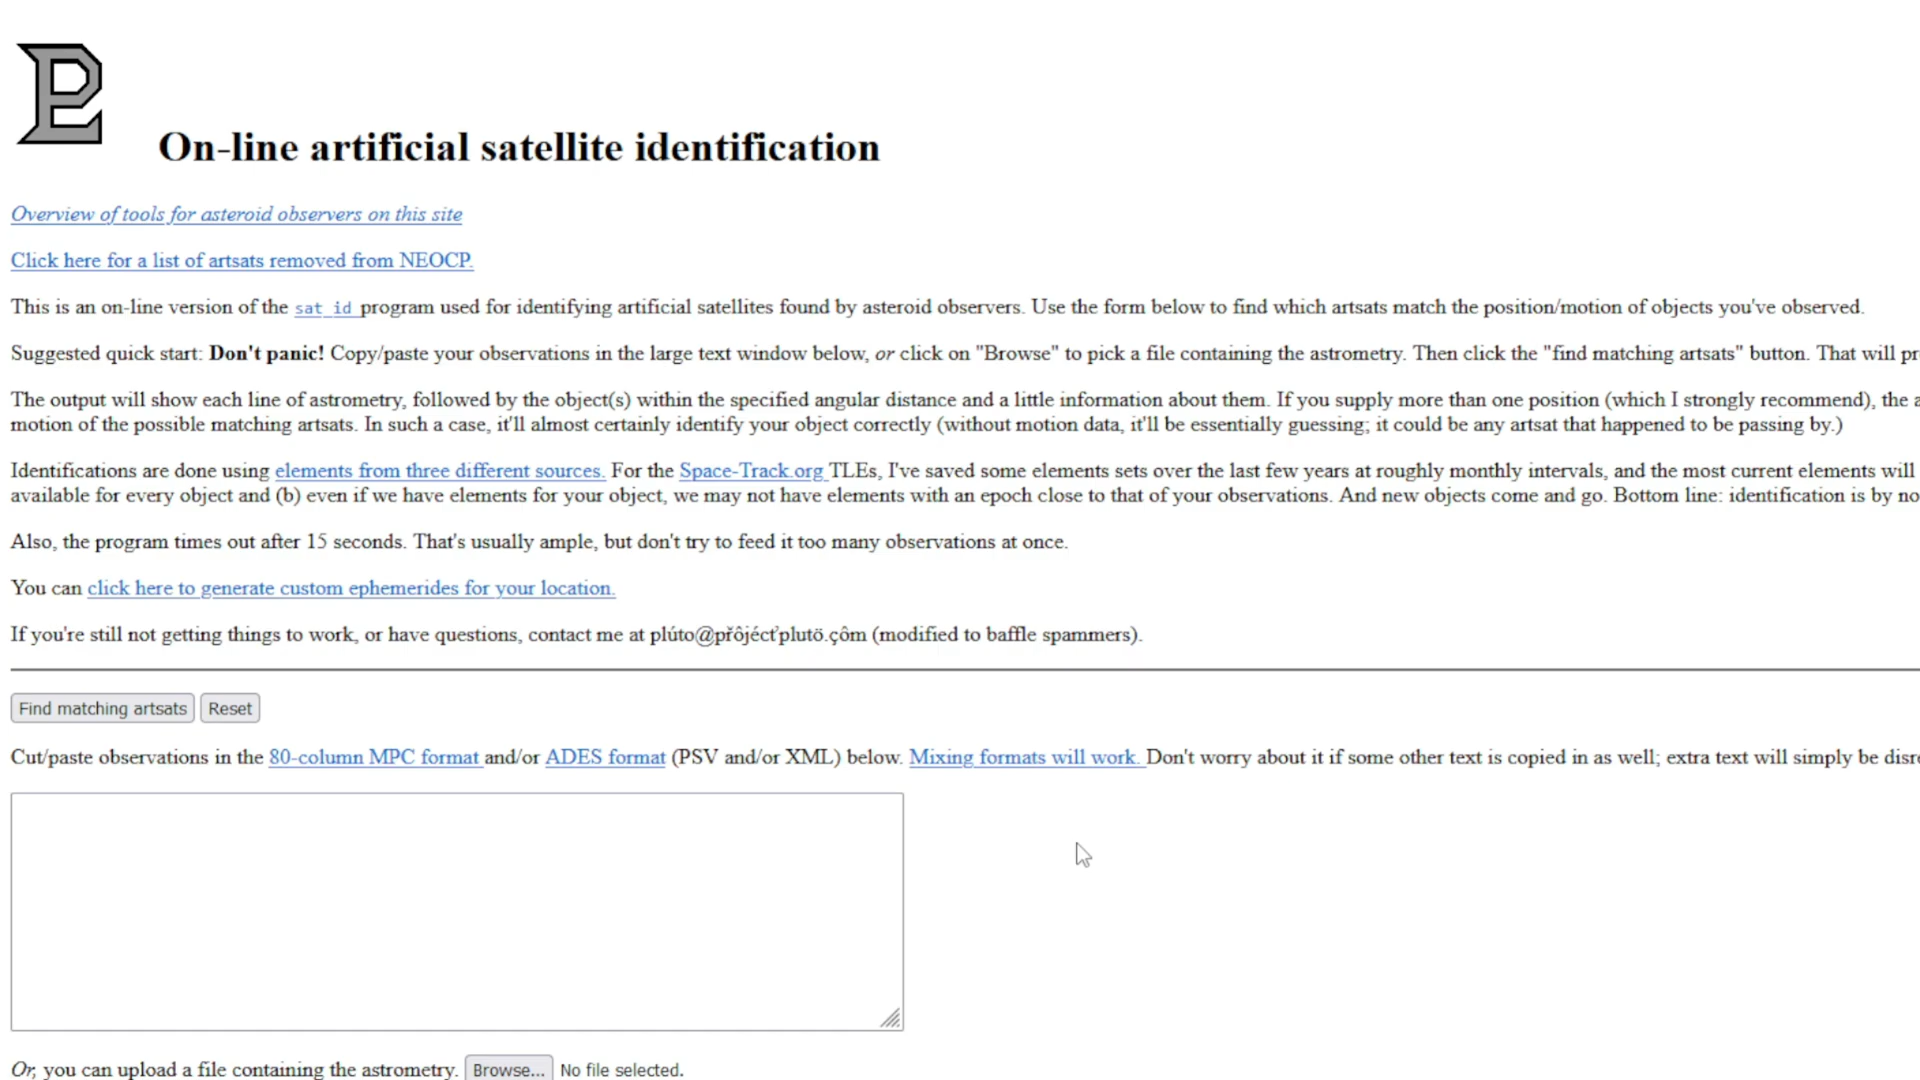 On-line artificial satellite identification
Overview of tools for asteroid observers on this site
Click here for a list of artsats removed from NEOCP.
This is an on-line version of the sat_id program used for identifying artificial satellites found by asteroid observers. Use the form below to find which artsats match the position/motion of objects you've observed.
Suggested quick start: Don't panic! Copy/paste your observations in the large text window below, or click on "Browse" to pick a file containing the astrometry. Then click the "find matching artsats" button. That will pr
The output will show each line of astrometry, followed by the object(s) within the specified angular distance and a little information about them. If you supply more than one position (which I strongly recommend), the a
motion of the possible matching artsats. In such a case, it'll almost certainly identify your object correctly (without motion data, it'll be essentially guessing; it could be any artsat that happened to be passing by.)
Identifications are done using elements from three different sources. For the Space-Track.org TLEs, I've saved some elements sets over the last few years at roughly monthly intervals, and the most current elements will
available for every object and (b) even if we have elements for your object, we may not have elements with an epoch close to that of your observations. And new objects come and go. Bottom line: identification is by no
Also, the program times out after 15 seconds. That's usually ample, but don't try to feed it too many observations at once.
You can click here to generate custom ephemerides for your location.
If you're still not getting things to work, or have questions, contact me at plúto@přôjécťplutö.çôm (modified to baffle spammers).
Find matching artsats Reset
Cut/paste observations in the 80-column MPC format and/or ADES format (PSV and/or XML) below. Mixing formats will work. Don't worry about it if some other text is copied in as well; extra text will simply be disre
Or, you can upload a file containing the astrometry. Browse... No file selected.